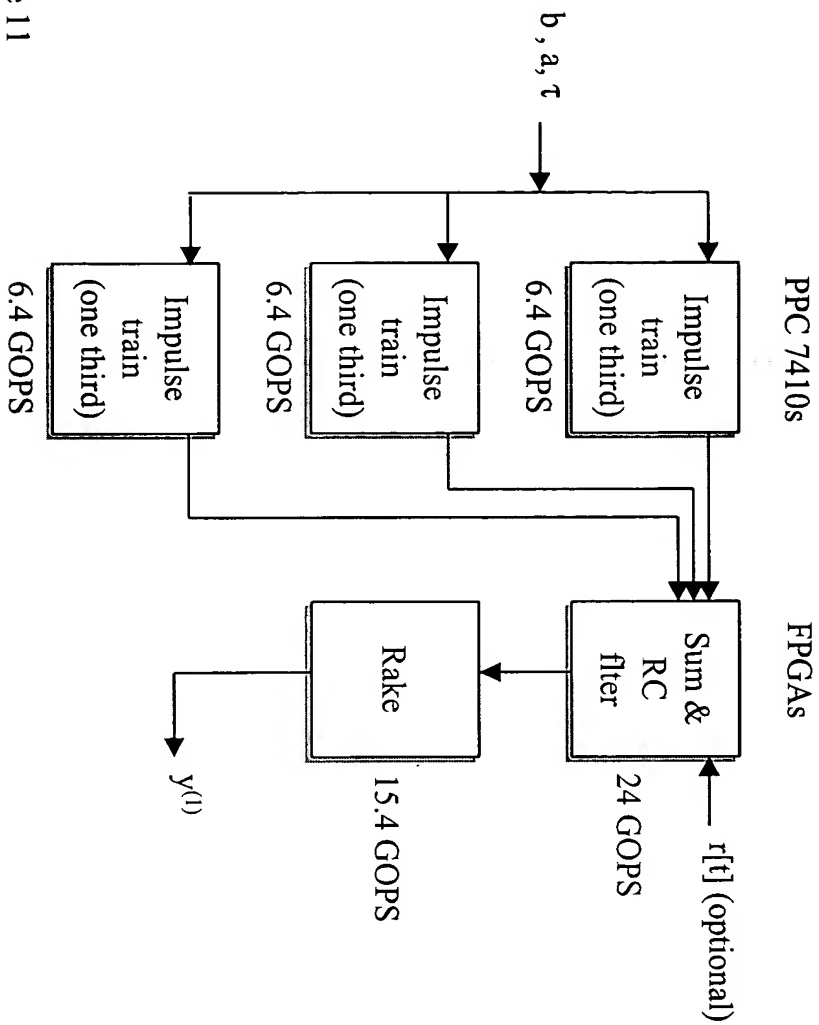 PPC 7410s
FPGAs
b , a, τ
Impulse
train
(one third)
6.4 GOPS
Impulse
train
(one third)
6.4 GOPS
Impulse
train
(one third)
6.4 GOPS
Sum &
RC
flter
24 GOPS
r[t] (optional)
Rake
15.4 GOPS
y⁽¹⁾
e 11